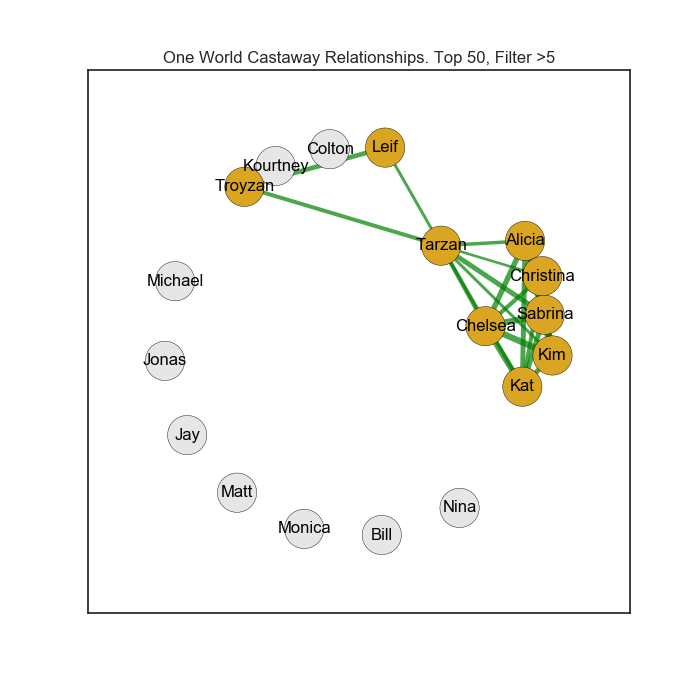 One World Castaway Relationships. Top 50, Filter >5
Leif
Colton
Kourtney
Troyzan
Tarzan
Alicia
Christina
Michael
Sabrina
Chelsea
Kim
Jonas
Kat
Jay
Matt
Nina
Monica
Bill